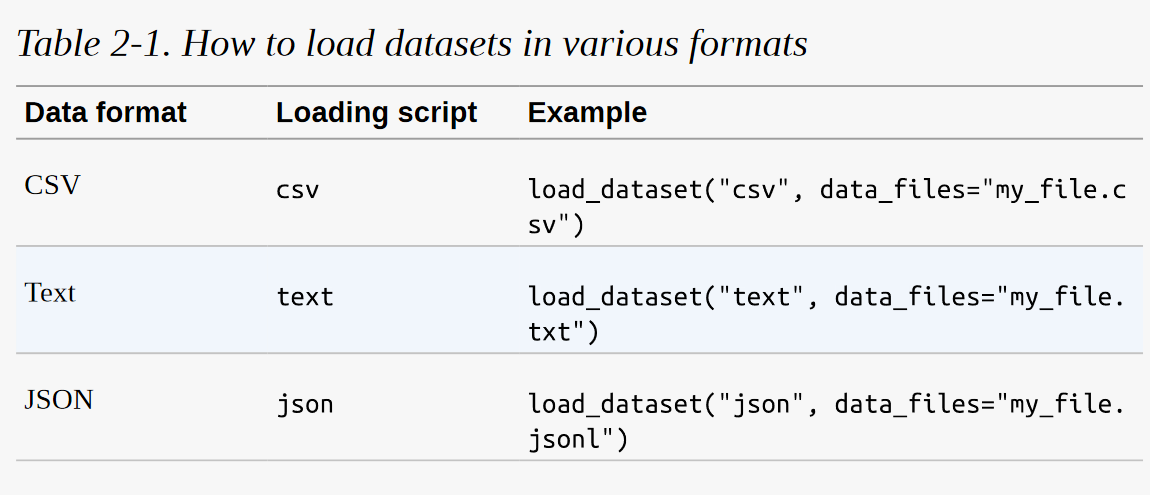 Table 2-1. How to load datasets in various formats
Data format Loading script Example
CSV csv load_dataset("csv", data_files="my_file.c
sv")
Text text load_dataset("text", data_files="my_file.
txt")
JSON json load_dataset("json", data_files="my_file.
jsonl")